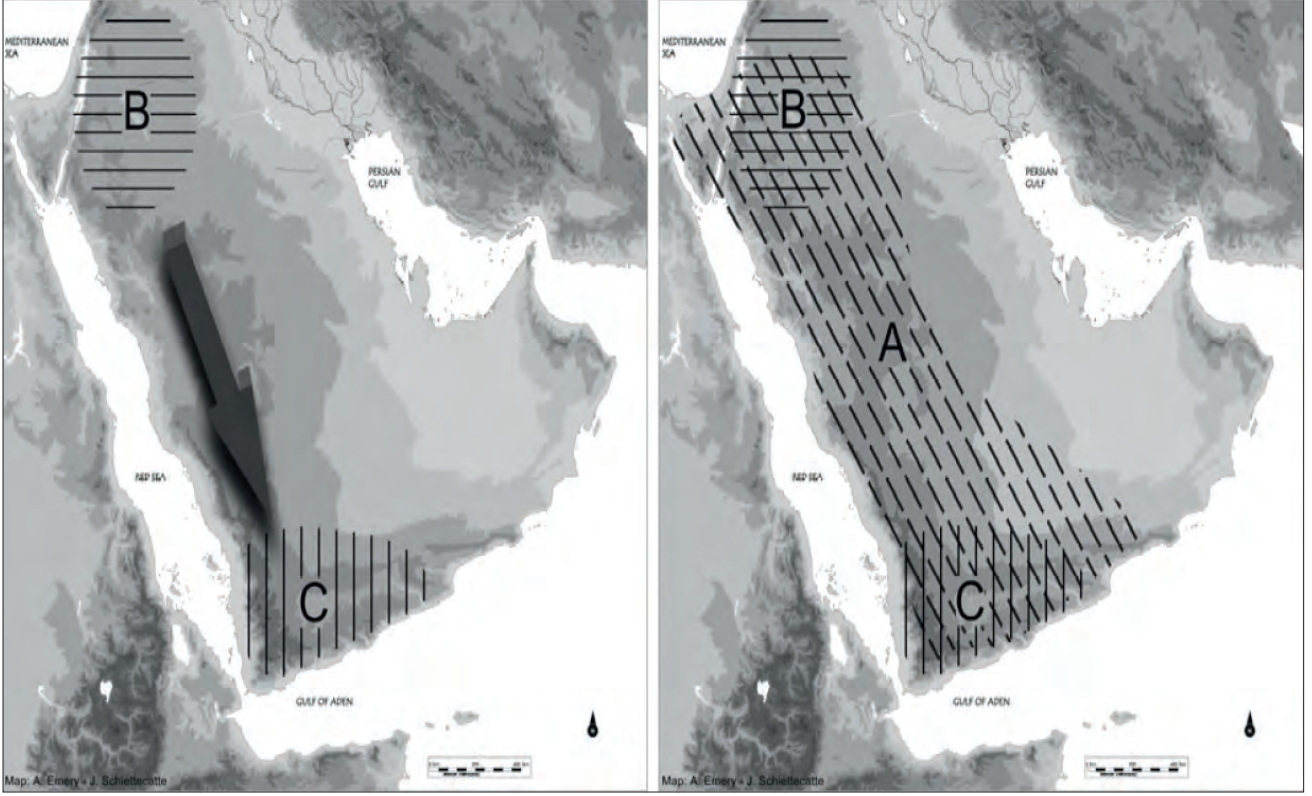 MEDITERRANEAN
SEA
B
PERSIAN
GULF
RED SEA
C
GULF OF ADEN
Map: A. Emery - J. Schiettecatte
MEDITERRANEAN
SEA
B
PERSIAN
GULF
A
RED SEA
C
GULF OF ADEN
Map: A. Emery - J. Schiettecatte